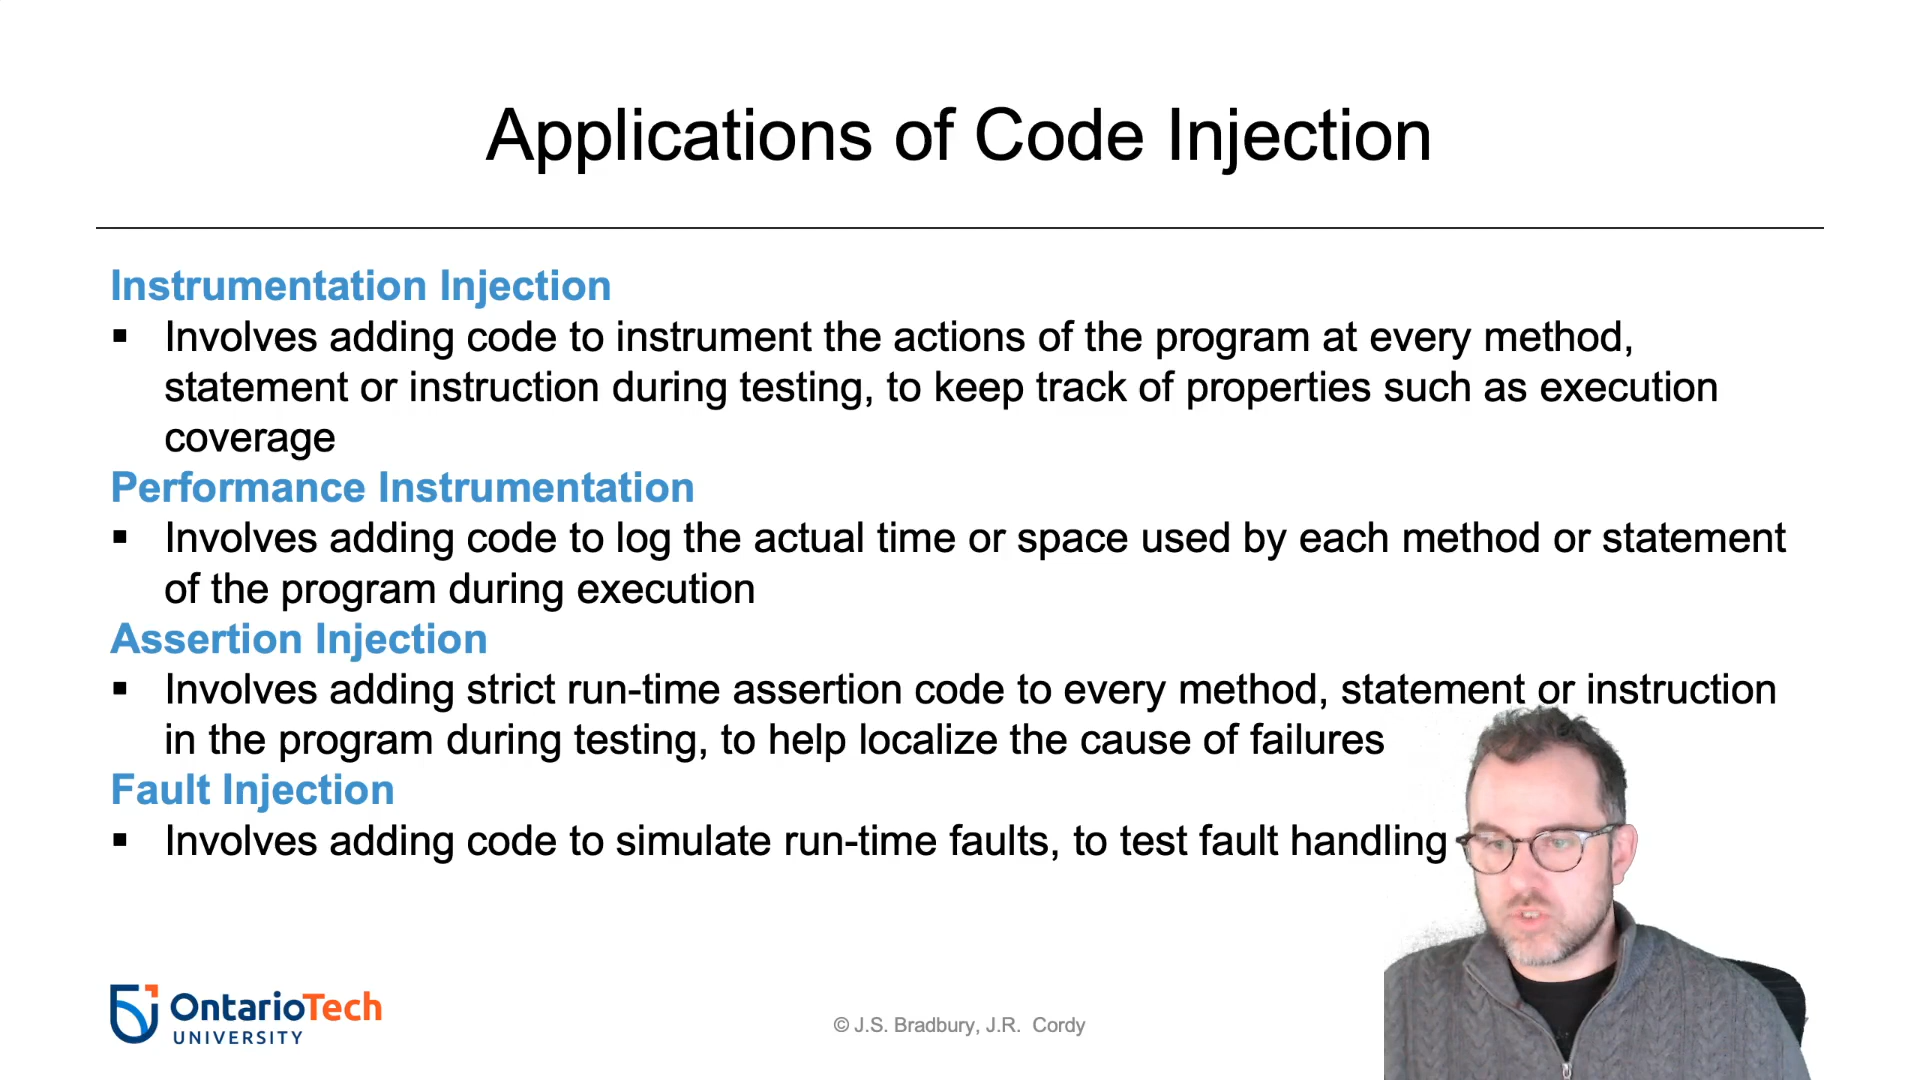 Applications of Code Injection
Instrumentation Injection
▪ Involves adding code to instrument the actions of the program at every method,
statement or instruction during testing, to keep track of properties such as execution
coverage
Performance Instrumentation
▪ Involves adding code to log the actual time or space used by each method or statement
of the program during execution
Assertion Injection
▪ Involves adding strict run-time assertion code to every method, statement or instruction
in the program during testing, to help localize the cause of failures
Fault Injection
▪ Involves adding code to simulate run-time faults, to test fault handling
OntarioTech
UNIVERSITY
© J.S. Bradbury, J.R. Cordy